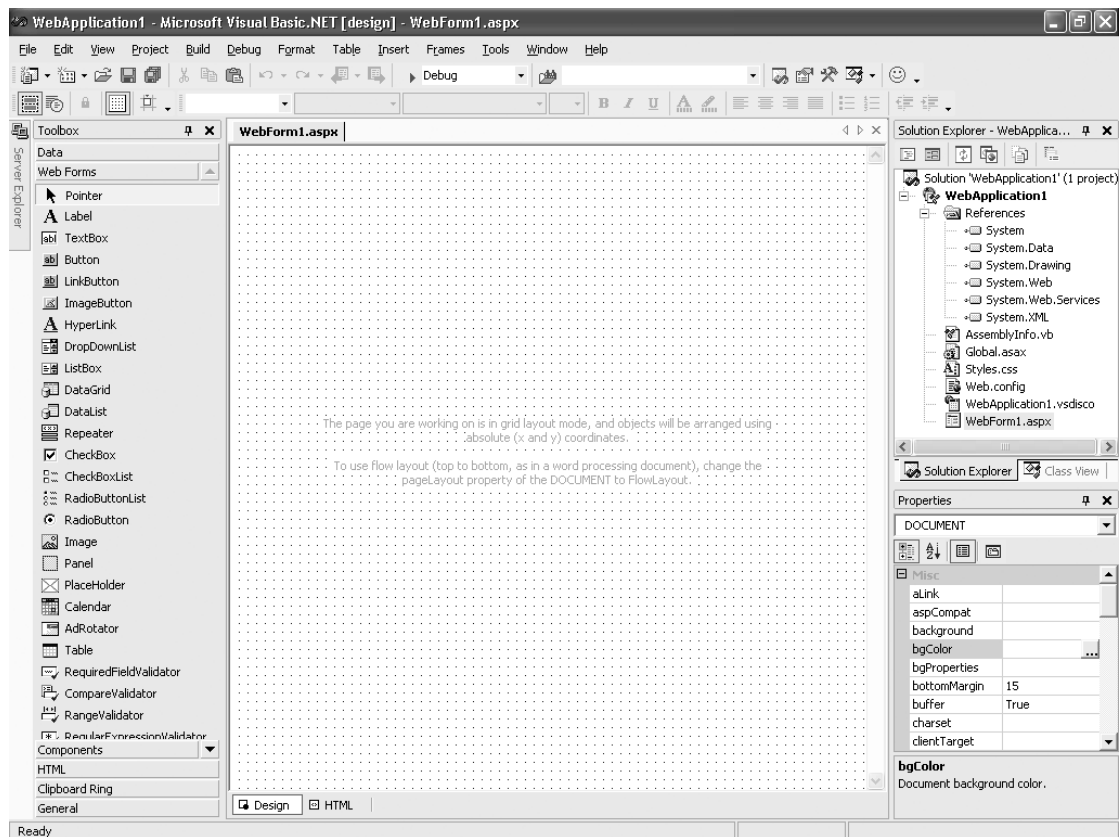 WebApplication1 - Microsoft Visual Basic.NET [design] - WebForm1.aspx
File Edit View Project Build Debug Format Table Insert Frames Tools Window Help
Debug
B I U
Server Explorer
Toolbox
Data
Web Forms
Pointer
A Label
abl TextBox
ab Button
ab LinkButton
ImageButton
A HyperLink
DropDownList
ListBox
DataGrid
DataList
Repeater
CheckBox
CheckBoxList
RadioButtonList
RadioButton
Image
Panel
PlaceHolder
Calendar
AdRotator
Table
RequiredFieldValidator
CompareValidator
RangeValidator
RegularExpressionValidator
Components
HTML
Clipboard Ring
General
WebForm1.aspx
The page you are working on is in grid layout mode, and objects will be arranged using
absolute (x and y) coordinates.
To use flow layout (top to bottom, as in a word processing document), change the
pageLayout property of the DOCUMENT to FlowLayout.
Design HTML
Solution Explorer - WebApplica...
Solution 'WebApplication1' (1 project)
WebApplication1
References
System
System.Data
System.Drawing
System.Web
System.Web.Services
System.XML
AssemblyInfo.vb
Global.asax
Styles.css
Web.config
WebApplication1.vsdisco
WebForm1.aspx
Solution Explorer Class View
Properties
DOCUMENT
Misc
aLink
aspCompat
background
bgColor ...
bgProperties
bottomMargin 15
buffer True
charset
clientTarget
bgColor
Document background color.
Ready